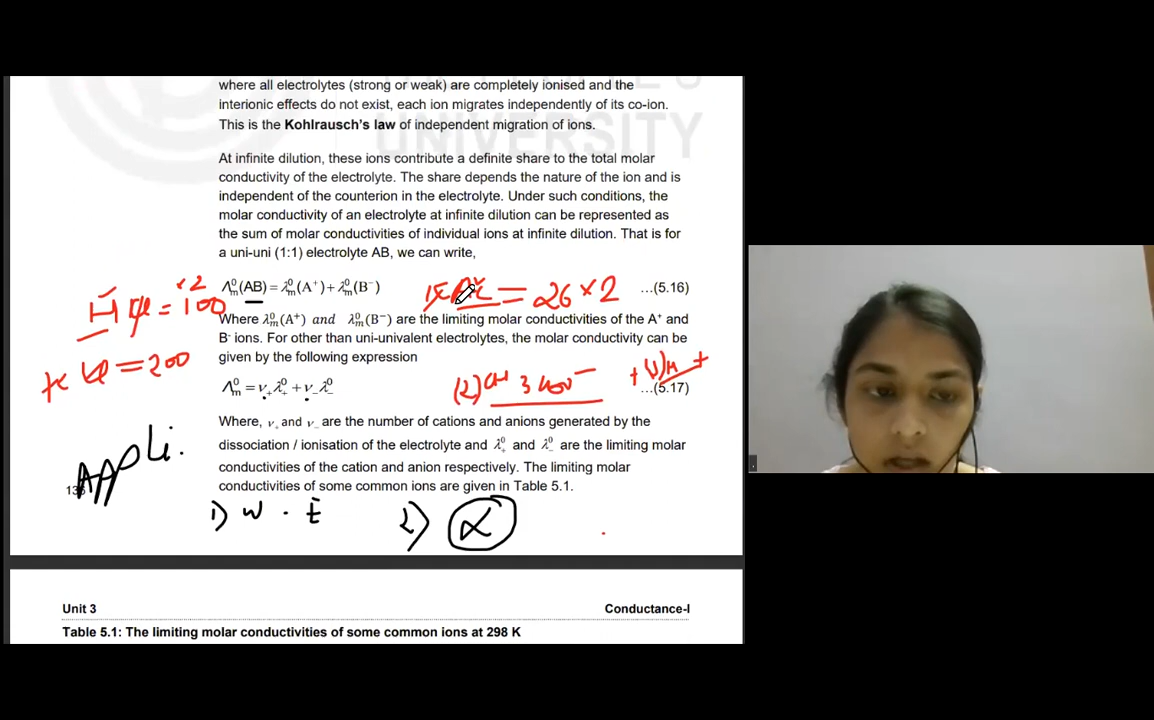 where all electrolytes (strong or weak) are completely ionised and the
interionic effects do not exist, each ion migrates independently of its co-ion.
This is the Kohlrausch's law of independent migration of ions.
UNIVERSITY
At infinite dilution, these ions contribute a definite share to the total molar
conductivity of the electrolyte. The share depends the nature of the ion and is
independent of the counterion in the electrolyte. Under such conditions, the
molar conductivity of an electrolyte at infinite dilution can be represented as
the sum of molar conductivities of individual ions at infinite dilution. That is for
a uni-uni (1:1) electrolyte AB, we can write,
Λ⁰m(AB) = λ⁰m(A⁺) + λ⁰m(B⁻) = 26 × 2 ...(5.16)
×2
= 100
Where λ⁰m(A⁺) and λ⁰m(B⁻) are the limiting molar conductivities of the A⁺ and
B⁻ ions. For other than uni-univalent electrolytes, the molar conductivity can be
given by the following expression
= 200
Λ⁰m = ν₊λ⁰₊ + ν₋λ⁰₋ ...(5.17)
Where, ν₊ and ν₋ are the number of cations and anions generated by the
dissociation / ionisation of the electrolyte and λ⁰₊ and λ⁰₋ are the limiting molar
conductivities of the cation and anion respectively. The limiting molar
conductivities of some common ions are given in Table 5.1.
Appli.
1) W . E 2) α
Unit 3 Conductance-I
Table 5.1: The limiting molar conductivities of some common ions at 298 K